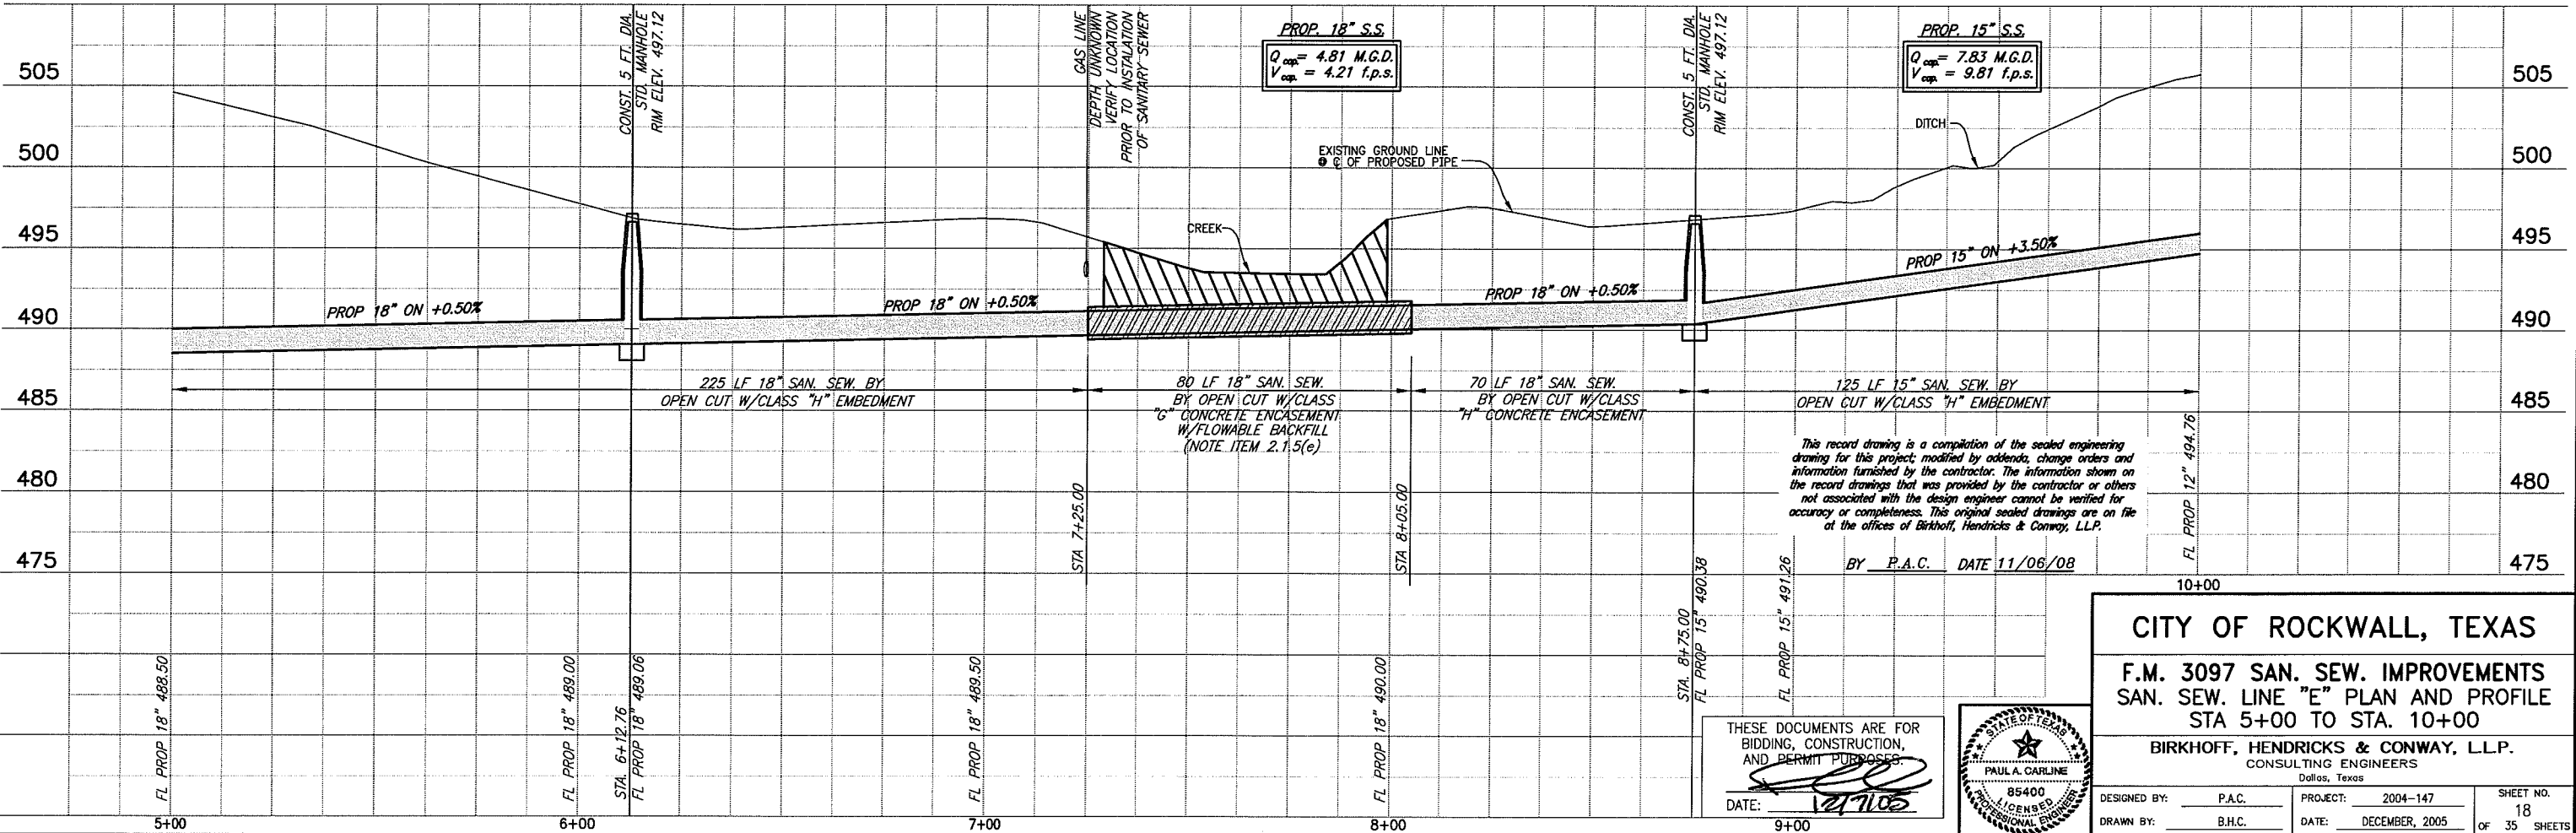 505
500
495
490
485
480
475
505
500
495
490
485
480
475
CONST. 5 FT. DIA.
STD. MANHOLE
RIM ELEV. 497.12
GAS LINE
DEPTH UNKNOWN
VERIFY LOCATION
PRIOR TO INSTALATION
OF SANITARY SEWER
PROP. 18" S.S.
Q cap.= 4.81 M.G.D.
V cap. = 4.21 f.p.s.
CONST. 5 FT. DIA.
STD. MANHOLE
RIM ELEV. 497.12
PROP. 15" S.S.
Q cap.= 7.83 M.G.D.
V cap. = 9.81 f.p.s.
DITCH
EXISTING GROUND LINE
@ ℄ OF PROPOSED PIPE
CREEK
PROP 18" ON +0.50%
PROP 18" ON +0.50%
PROP 18" ON +0.50%
PROP 15" ON +3.50%
225 LF 18" SAN. SEW. BY
OPEN CUT W/CLASS "H" EMBEDMENT
80 LF 18" SAN. SEW.
BY OPEN CUT W/CLASS
"G" CONCRETE ENCASEMENT
W/FLOWABLE BACKFILL
(NOTE ITEM 2.1.5(e)
70 LF 18" SAN. SEW.
BY OPEN CUT W/CLASS
"H" CONCRETE ENCASEMENT
125 LF 15" SAN. SEW. BY
OPEN CUT W/CLASS "H" EMBEDMENT
This record drawing is a compilation of the sealed engineering
drawing for this project; modified by addenda, change orders and
information furnished by the contractor. The information shown on
the record drawings that was provided by the contractor or others
not associated with the design engineer cannot be verified for
accuracy or completeness. This original sealed drawings are on file
at the offices of Birkhoff, Hendricks & Conway, L.L.P.
BY P.A.C. DATE 11/06/08
FL PROP 18" 488.50
FL PROP 18" 489.00
STA. 6+12.76
FL PROP 18" 489.06
FL PROP 18" 489.50
STA 7+25.00
FL PROP 18" 490.00
STA 8+05.00
STA. 8+75.00
FL PROP 15" 490.38
FL PROP 15" 491.26
FL PROP 12" 494.76
5+00
6+00
7+00
8+00
9+00
10+00
THESE DOCUMENTS ARE FOR
BIDDING, CONSTRUCTION,
AND PERMIT PURPOSES.
DATE: 12/7/05
STATE OF TEXAS
PAUL A. CARLINE
85400
LICENSED
PROFESSIONAL ENGINEER
CITY OF ROCKWALL, TEXAS
F.M. 3097 SAN. SEW. IMPROVEMENTS
SAN. SEW. LINE "E" PLAN AND PROFILE
STA 5+00 TO STA. 10+00
BIRKHOFF, HENDRICKS & CONWAY, L.L.P.
CONSULTING ENGINEERS
Dallas, Texas
DESIGNED BY: P.A.C.
PROJECT: 2004-147
SHEET NO.
18
DRAWN BY: B.H.C.
DATE: DECEMBER, 2005
OF 35 SHEETS